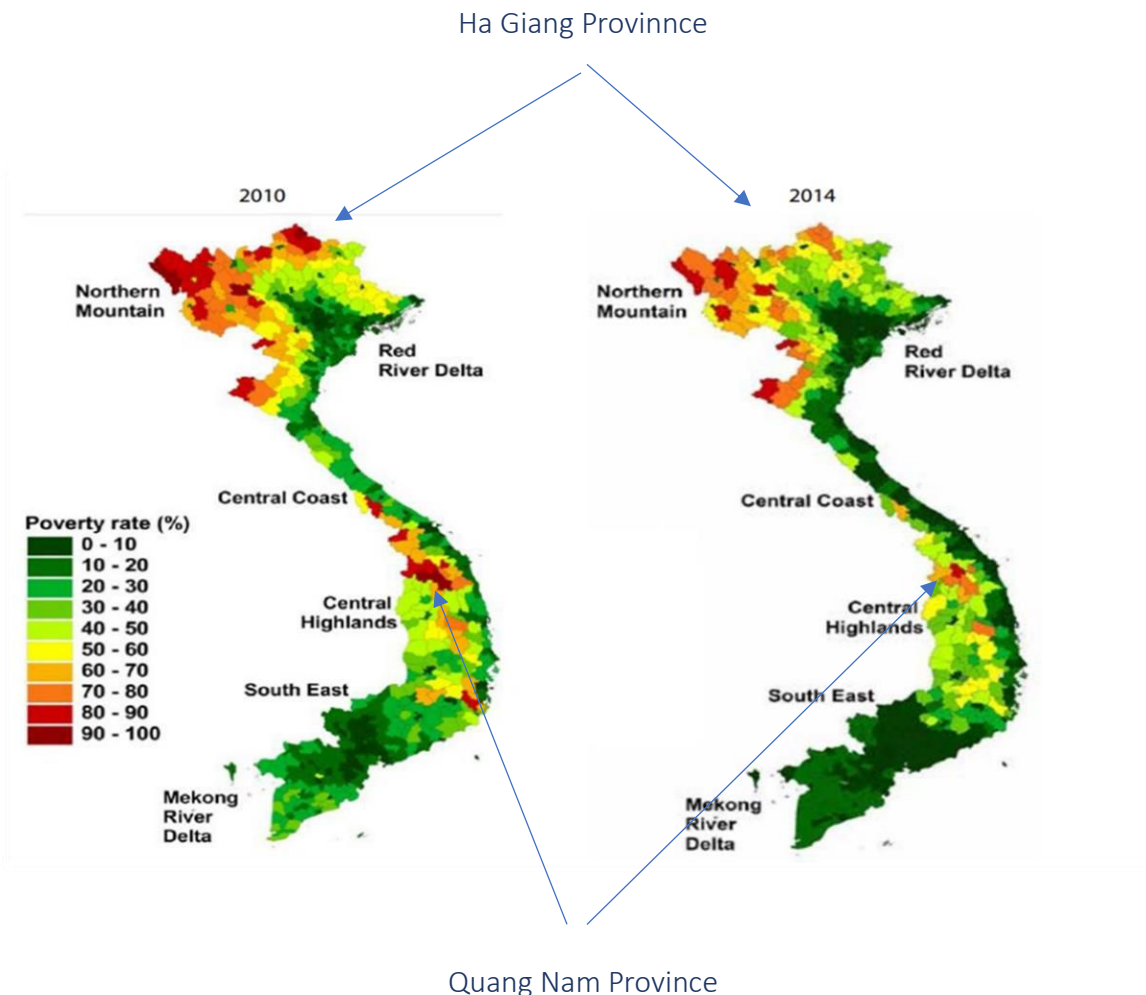 Ha Giang Provinnce
2010
2014
Northern
Mountain
Red
River Delta
Central Coast
Poverty rate (%)
0 - 10
10 - 20
20 - 30
30 - 40
40 - 50
50 - 60
60 - 70
70 - 80
80 - 90
90 - 100
Central
Highlands
South East
Mekong
River
Delta
Northern
Mountain
Red
River Delta
Central Coast
Central
Highlands
South East
Mekong
River
Delta
Quang Nam Province